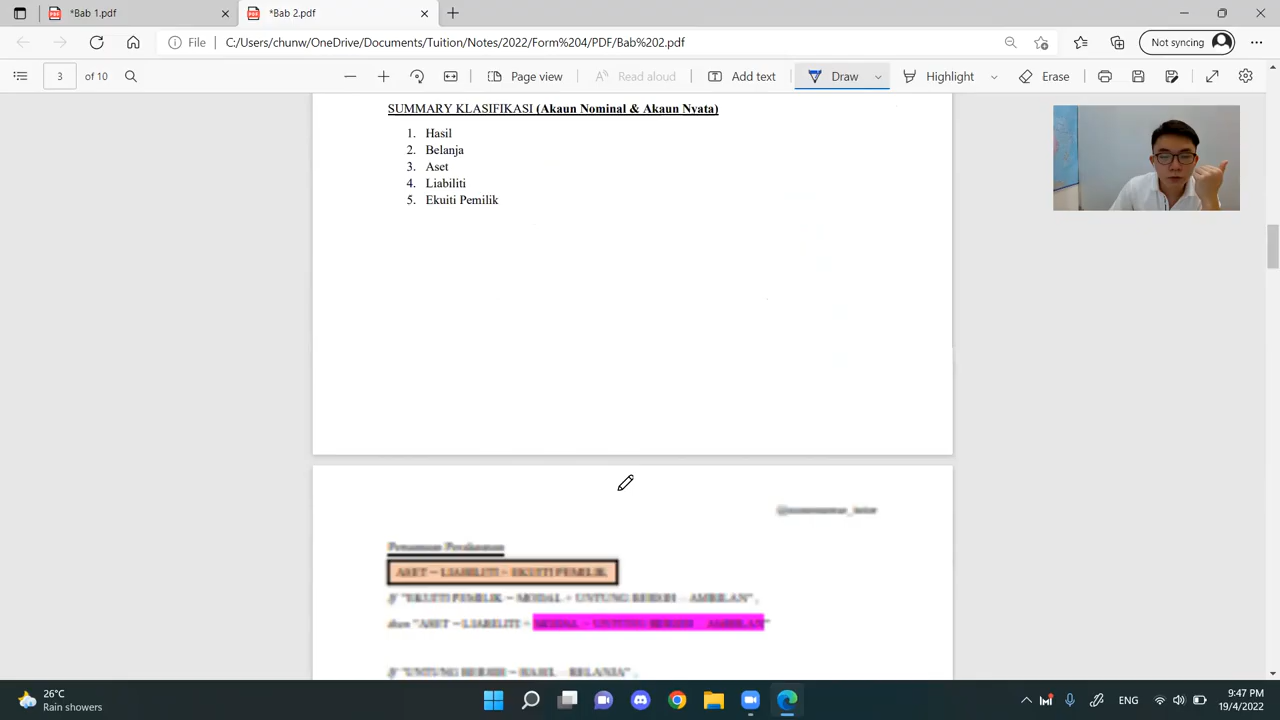 *Bab 1.pdf
*Bab 2.pdf
File
C:/Users/chunw/OneDrive/Documents/Tuition/Notes/2022/Form%204/PDF/Bab%202.pdf
Not syncing
3 of 10
Page view
Read aloud
Add text
Draw
Highlight
Erase
SUMMARY KLASIFIKASI (Akaun Nominal & Akaun Nyata)
1. Hasil
2. Belanja
3. Aset
4. Liabiliti
5. Ekuiti Pemilik
Persamaan Perakaunan
26°C
Rain showers
ENG
9:47 PM
19/4/2022